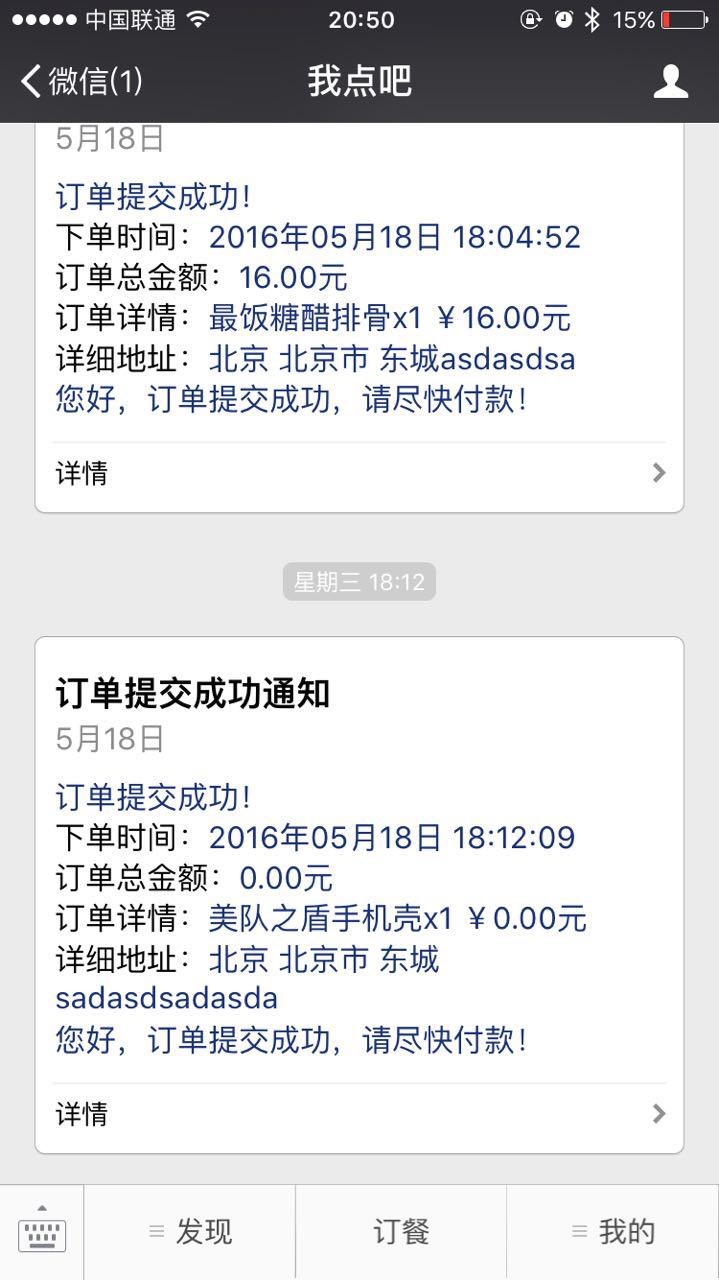 中国联通
20:50
15%
微信(1)
我点吧
5月18日
订单提交成功!
下单时间：2016年05月18日 18:04:52
订单总金额：16.00元
订单详情：最饭糖醋排骨x1 ￥16.00元
详细地址：北京 北京市 东城asdasdsa
您好，订单提交成功，请尽快付款!
详情
星期三 18:12
订单提交成功通知
5月18日
订单提交成功!
下单时间：2016年05月18日 18:12:09
订单总金额：0.00元
订单详情：美队之盾手机壳x1 ￥0.00元
详细地址：北京 北京市 东城
sadasdsadasda
您好，订单提交成功，请尽快付款!
详情
发现
订餐
我的